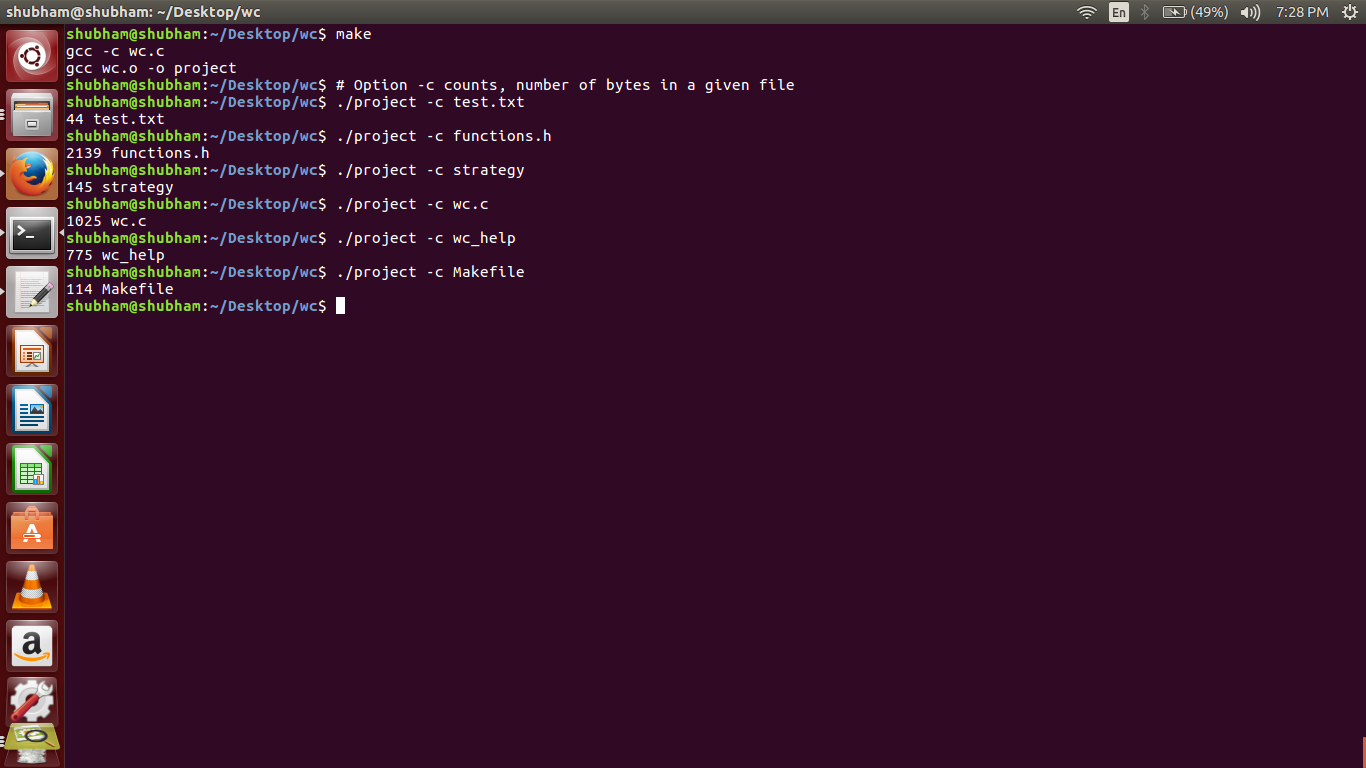 shubham@shubham: ~/Desktop/wc
En
(49%)
7:28 PM
shubham@shubham:~/Desktop/wc$ make
gcc -c wc.c
gcc wc.o -o project
shubham@shubham:~/Desktop/wc$ # Option -c counts, number of bytes in a given file
shubham@shubham:~/Desktop/wc$ ./project -c test.txt
44 test.txt
shubham@shubham:~/Desktop/wc$ ./project -c functions.h
2139 functions.h
shubham@shubham:~/Desktop/wc$ ./project -c strategy
145 strategy
shubham@shubham:~/Desktop/wc$ ./project -c wc.c
1025 wc.c
shubham@shubham:~/Desktop/wc$ ./project -c wc_help
775 wc_help
shubham@shubham:~/Desktop/wc$ ./project -c Makefile
114 Makefile
shubham@shubham:~/Desktop/wc$